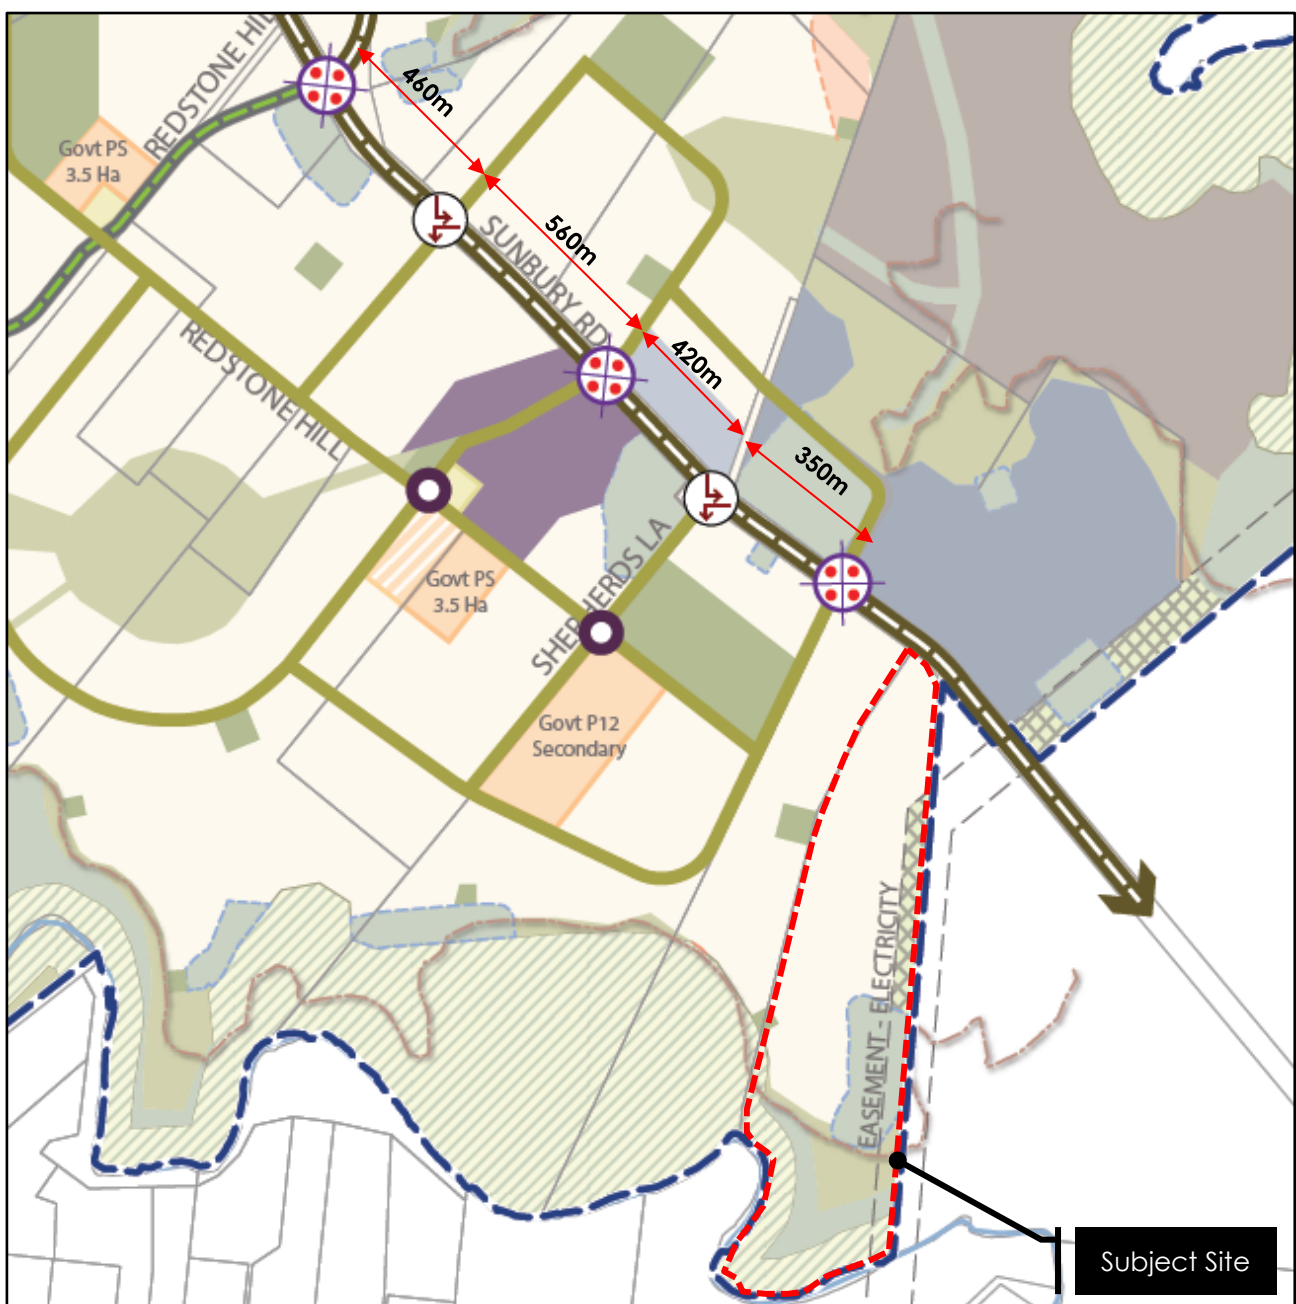 REDSTONE HIL
460m
Govt PS
3.5 Ha
SUNBURY RD
560m
REDSTONE HILL
420m
350m
Govt PS
3.5 Ha
SHEPHERDS LA
Govt P12
Secondary
EASEMENT - ELECTRICITY
Subject Site